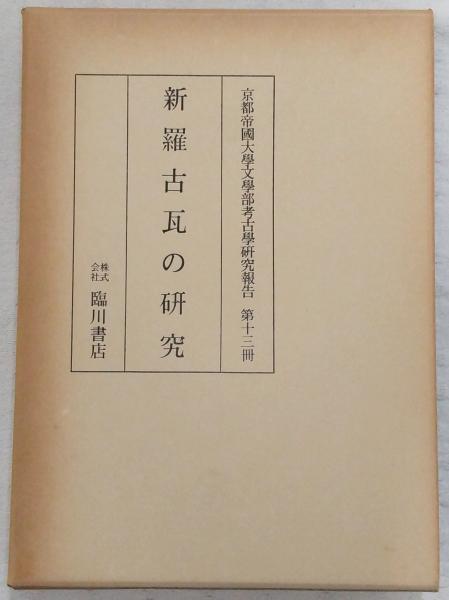 京都帝國大學文學部考古學研究報告 第十三冊
新羅古瓦の研究
株式会社 臨川書店